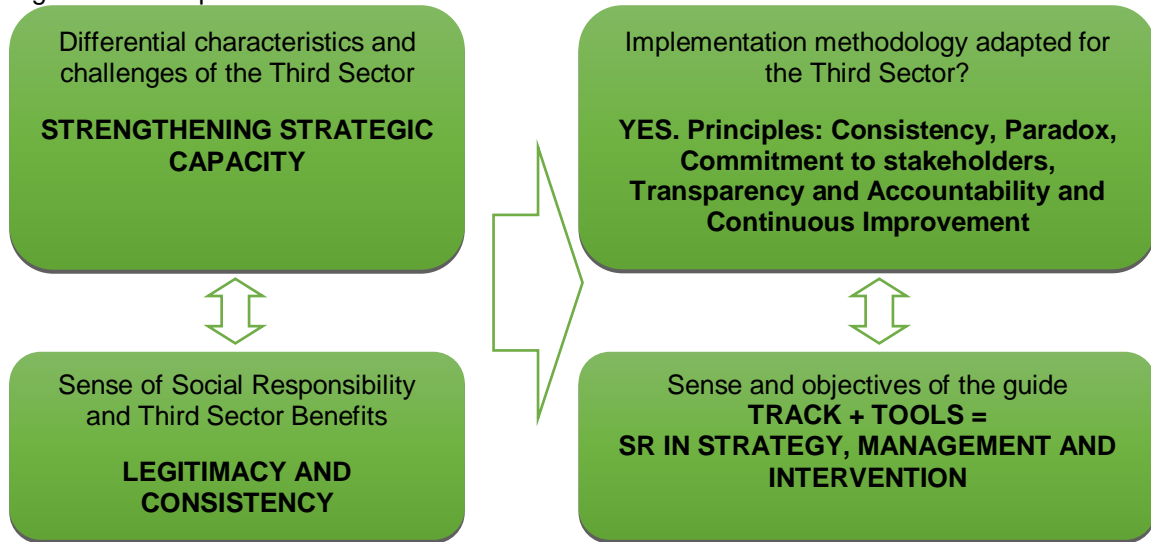 Differential characteristics and
challenges of the Third Sector
STRENGTHENING STRATEGIC
CAPACITY
Implementation methodology adapted for
the Third Sector?
YES. Principles: Consistency, Paradox,
Commitment to stakeholders,
Transparency and Accountability and
Continuous Improvement
Sense of Social Responsibility
and Third Sector Benefits
LEGITIMACY AND
CONSISTENCY
Sense and objectives of the guide
TRACK + TOOLS =
SR IN STRATEGY, MANAGEMENT AND
INTERVENTION